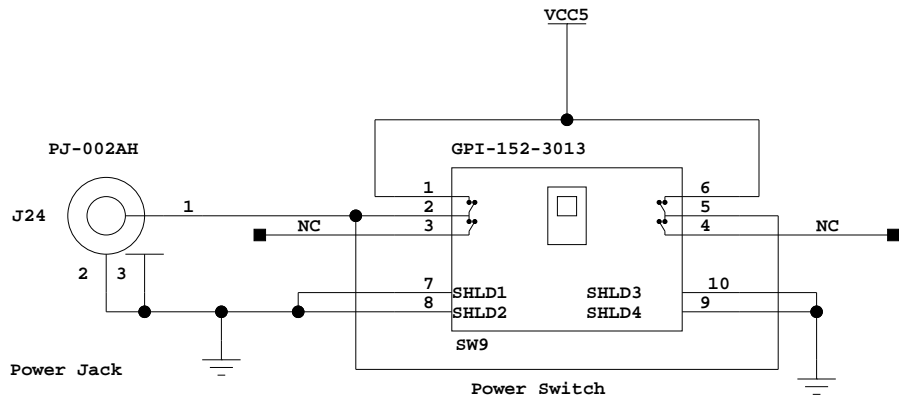 VCC5
PJ-002AH
GPI-152-3013
J24
1
1
2
3
NC
6
5
4
NC
2
3
7
8
SHLD1
SHLD2
SHLD3
SHLD4
10
9
SW9
Power Jack
Power Switch